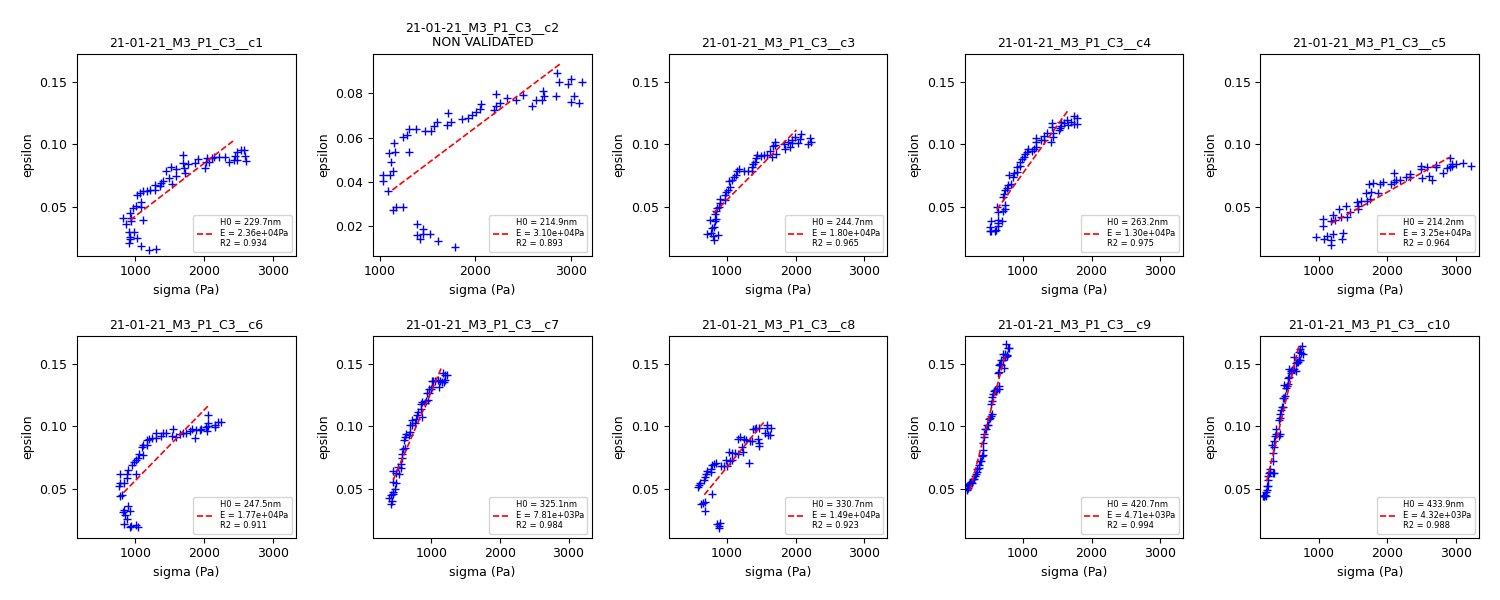 21-01-21_M3_P1_C3__c1
0.15
0.10
0.05
epsilon
1000 2000 3000
sigma (Pa)
H0 = 229.7nm
E = 2.36e+04Pa
R2 = 0.934
21-01-21_M3_P1_C3__c2
NON VALIDATED
0.08
0.06
0.04
0.02
epsilon
1000 2000 3000
sigma (Pa)
H0 = 214.9nm
E = 3.10e+04Pa
R2 = 0.893
21-01-21_M3_P1_C3__c3
0.15
0.10
0.05
epsilon
1000 2000 3000
sigma (Pa)
H0 = 244.7nm
E = 1.80e+04Pa
R2 = 0.965
21-01-21_M3_P1_C3__c4
0.15
0.10
0.05
epsilon
1000 2000 3000
sigma (Pa)
H0 = 263.2nm
E = 1.30e+04Pa
R2 = 0.975
21-01-21_M3_P1_C3__c5
0.15
0.10
0.05
epsilon
1000 2000 3000
sigma (Pa)
H0 = 214.2nm
E = 3.25e+04Pa
R2 = 0.964
21-01-21_M3_P1_C3__c6
0.15
0.10
0.05
epsilon
1000 2000 3000
sigma (Pa)
H0 = 247.5nm
E = 1.77e+04Pa
R2 = 0.911
21-01-21_M3_P1_C3__c7
0.15
0.10
0.05
epsilon
1000 2000 3000
sigma (Pa)
H0 = 325.1nm
E = 7.81e+03Pa
R2 = 0.984
21-01-21_M3_P1_C3__c8
0.15
0.10
0.05
epsilon
1000 2000 3000
sigma (Pa)
H0 = 330.7nm
E = 1.49e+04Pa
R2 = 0.923
21-01-21_M3_P1_C3__c9
0.15
0.10
0.05
epsilon
1000 2000 3000
sigma (Pa)
H0 = 420.7nm
E = 4.71e+03Pa
R2 = 0.994
21-01-21_M3_P1_C3__c10
0.15
0.10
0.05
epsilon
1000 2000 3000
sigma (Pa)
H0 = 433.9nm
E = 4.32e+03Pa
R2 = 0.988